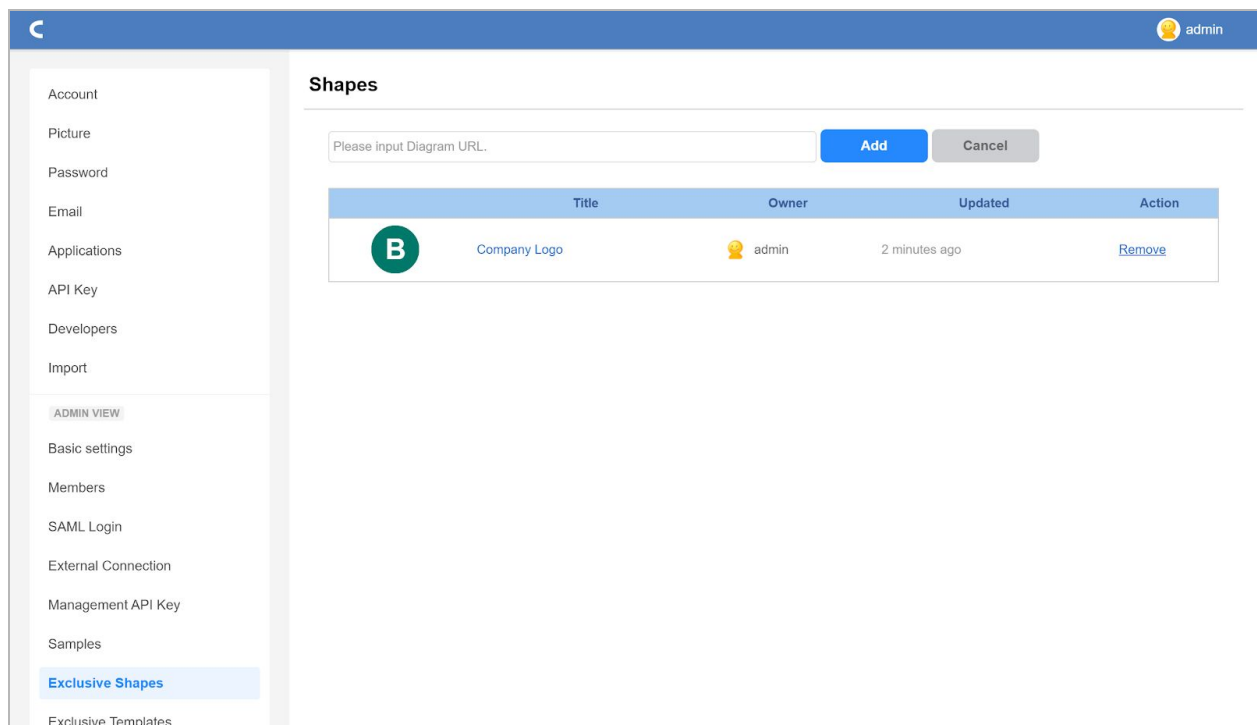 admin
Account
Picture
Password
Email
Applications
API Key
Developers
Import
ADMIN VIEW
Basic settings
Members
SAML Login
External Connection
Management API Key
Samples
Exclusive Shapes
Exclusive Templates
Shapes
Please input Diagram URL. Add Cancel
Title Owner Updated Action
B Company Logo admin 2 minutes ago Remove